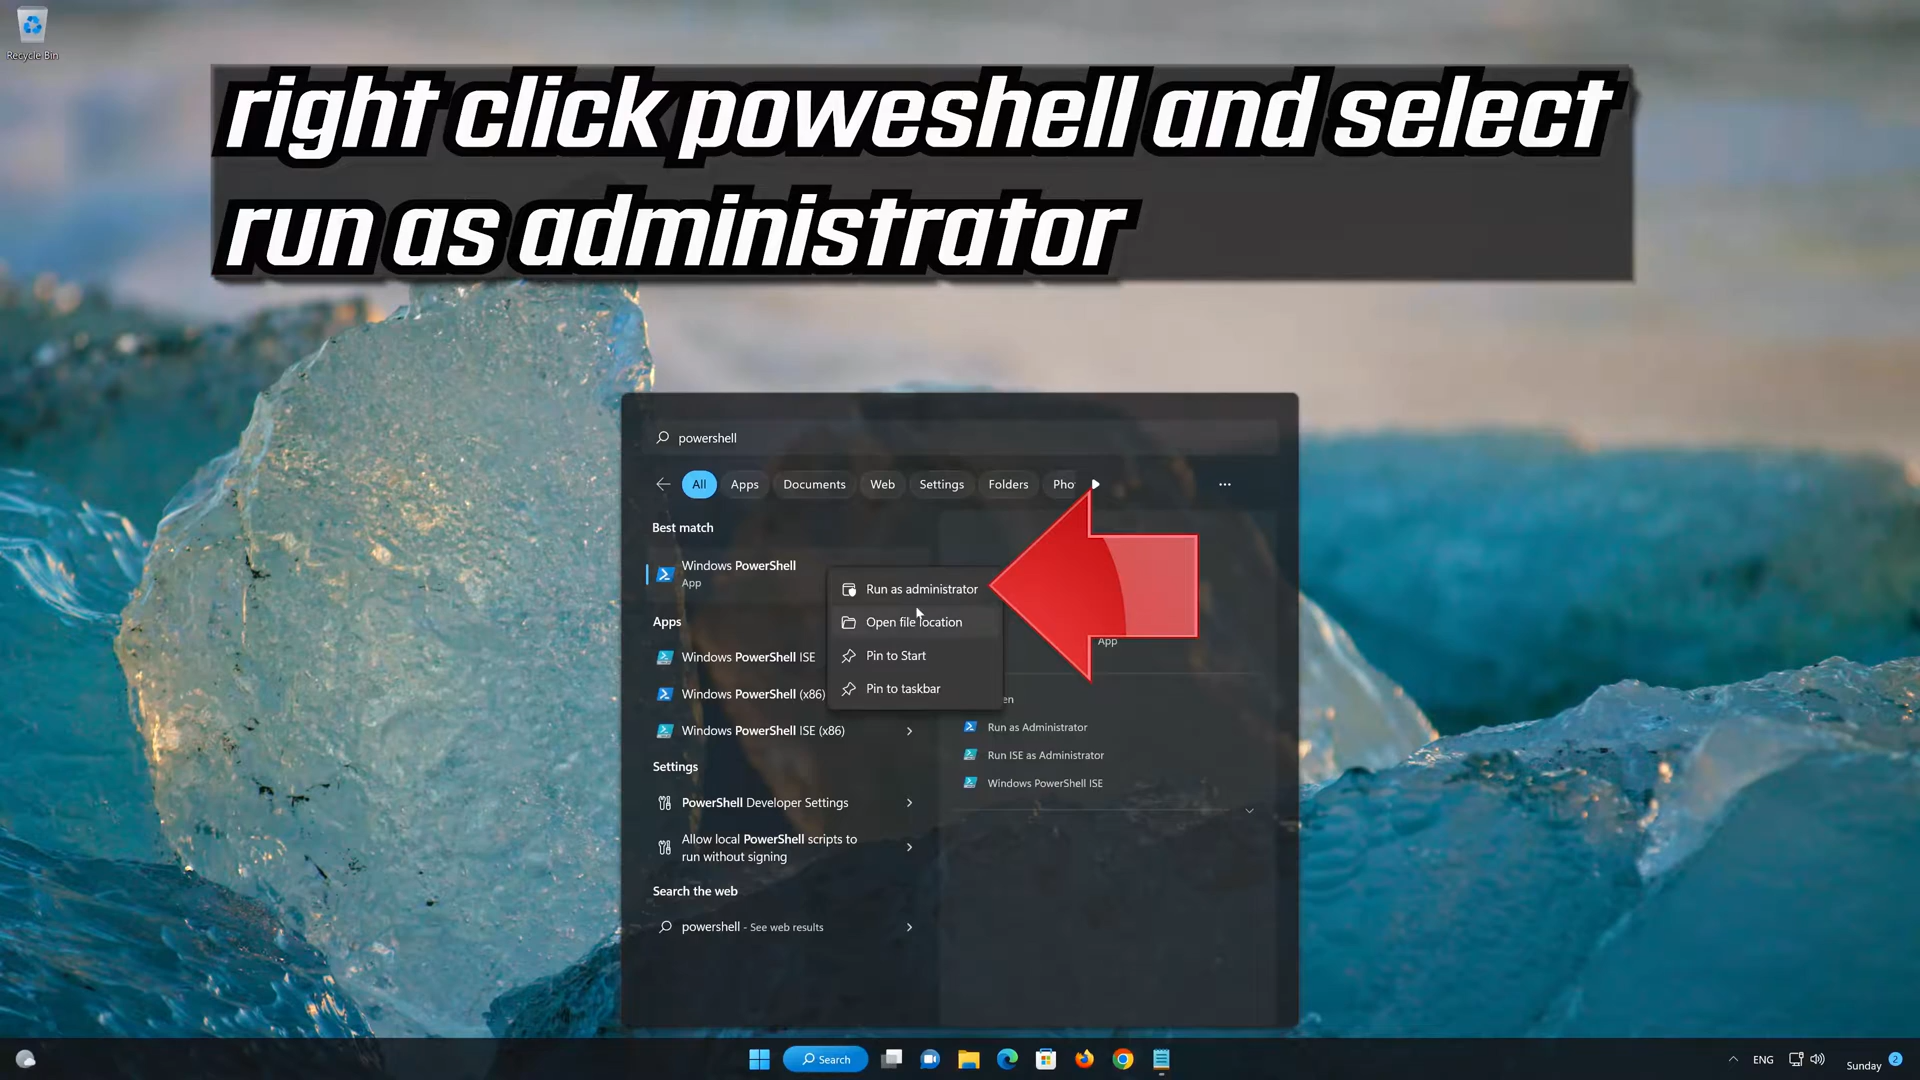 Recycle Bin
right click poweshell and select
run as administrator
powershell
All Apps Documents Web Settings Folders Pho
Best match
Windows PowerShell
App
Run as administrator
Open file location
Pin to Start
Pin to taskbar
Apps
Windows PowerShell ISE
Windows PowerShell (x86)
Windows PowerShell ISE (x86)
Settings
PowerShell Developer Settings
Allow local PowerShell scripts to
run without signing
Search the web
powershell - See web results
App
en
Run as Administrator
Run ISE as Administrator
Windows PowerShell ISE
Search
ENG
Sunday 2